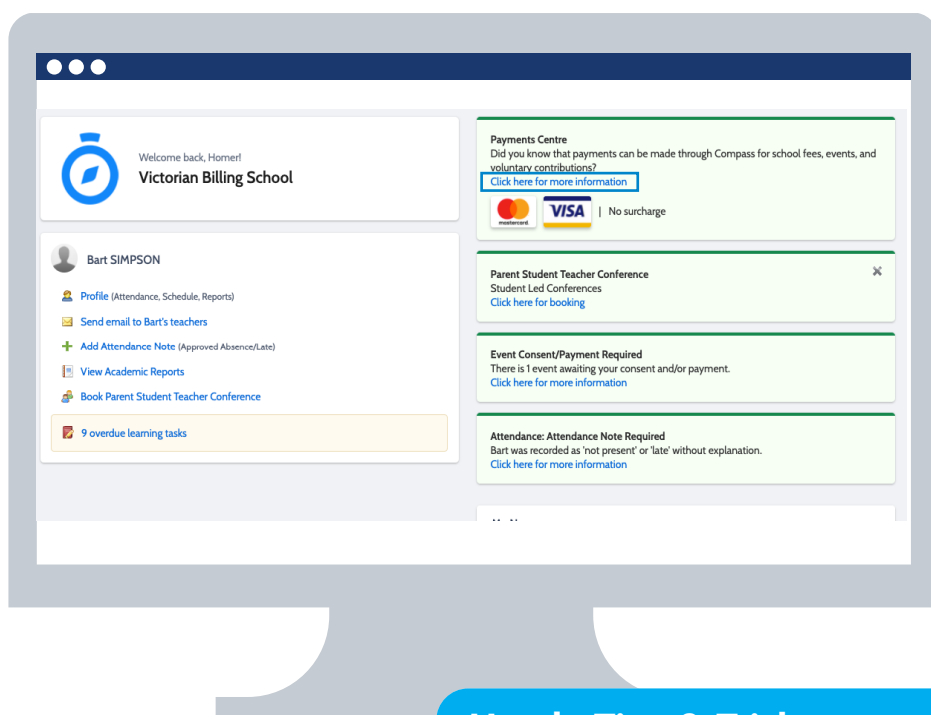 Welcome back, Homer!
Victorian Billing School
Bart SIMPSON
Profile (Attendance, Schedule, Reports)
Send email to Bart's teachers
Add Attendance Note (Approved Absence/Late)
View Academic Reports
Book Parent Student Teacher Conference
9 overdue learning tasks
Payments Centre
Did you know that payments can be made through Compass for school fees, events, and
voluntary contributions?
Click here for more information
mastercard VISA | No surcharge
Parent Student Teacher Conference
Student Led Conferences
Click here for booking
Event Consent/Payment Required
There is 1 event awaiting your consent and/or payment.
Click here for more information
Attendance: Attendance Note Required
Bart was recorded as 'not present' or 'late' without explanation.
Click here for more information